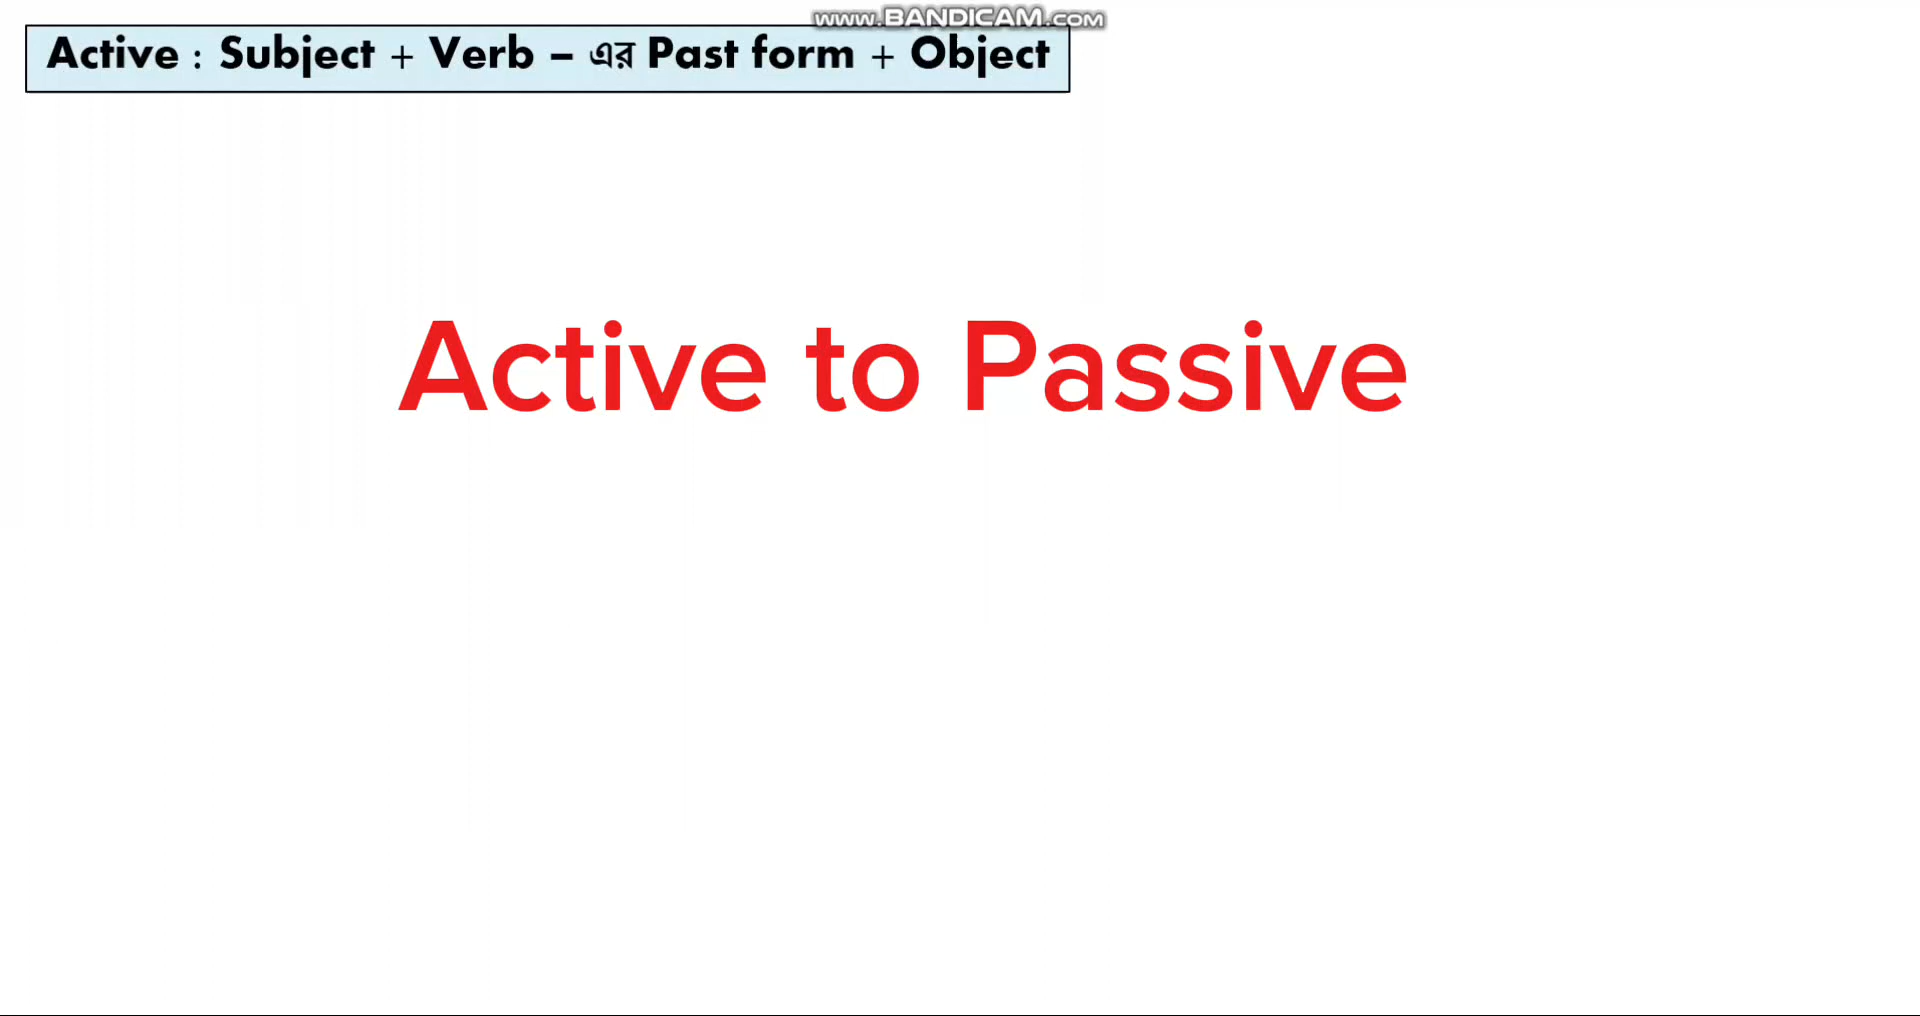 www.BANDICAM.com
Active : Subject + Verb – এর Past form + Object
Active to Passive